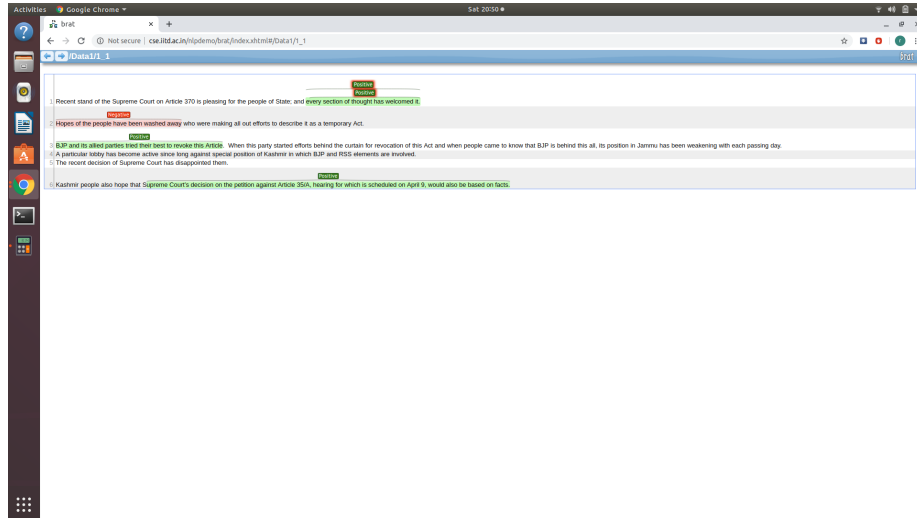 Activities Google Chrome Sat 20:50
brat
Not secure | cse.iitd.ac.in/nlpdemo/brat/index.xhtml#/Data1/1_1
/Data1/1_1 brat
Positive
Positive
1 Recent stand of the Supreme Court on Article 370 is pleasing for the people of State; and every section of thought has welcomed it.
Negative
2 Hopes of the people have been washed away who were making all out efforts to describe it as a temporary Act.
Positive
3 BJP and its allied parties tried their best to revoke this Article. When this party started efforts behind the curtain for revocation of this Act and when people came to know that BJP is behind this all, its position in Jammu has been weakening with each passing day.
4 A particular lobby has become active since long against special position of Kashmir in which BJP and RSS elements are involved.
5 The recent decision of Supreme Court has disappointed them.
Positive
6 Kashmir people also hope that Supreme Court's decision on the petition against Article 35/A, hearing for which is scheduled on April 9, would also be based on facts.